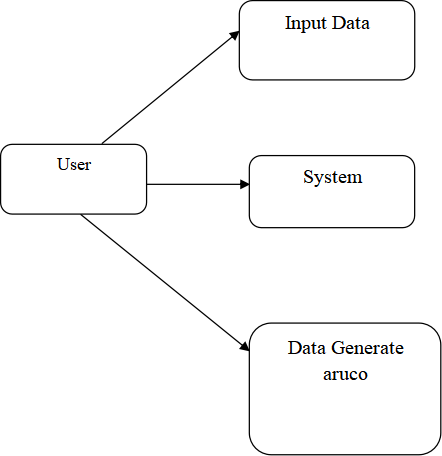 Input Data
User
System
Data Generate
aruco